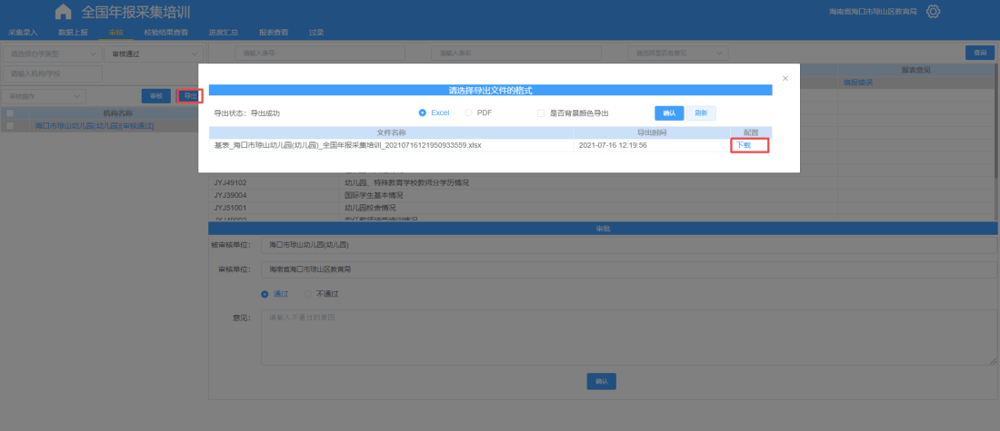 全国年报采集培训
海南省海口市琼山区教育局
采集录入 数据上报 审核 校验结果查看 进度汇总 报表查看 过录
请选择办学类型 审核通过 请输入表号 请输入表名 请选择是否有意见 查询
请输入机构/学校
报表意见
填报错误
审核操作 审核 导出
机构名称
海口市琼山幼儿园(幼儿园)[审核通过]
请选择导出文件的格式
导出状态：导出成功 Excel PDF 是否背景颜色导出 确认 刷新
文件名称 导出时间 配置
基表_海口市琼山幼儿园(幼儿园)_全国年报采集培训_20210716121950933559.xlsx 2021-07-16 12:19:56 下载
JYJ49102 幼儿园、特殊教育学校教师分学历情况
JYJ39004 国际学生基本情况
JYJ51001 幼儿园校舍情况
审批
被审核单位： 海口市琼山幼儿园(幼儿园)
审核单位： 海南省海口市琼山区教育局
通过 不通过
意见： 请输入不通过的意见
确认